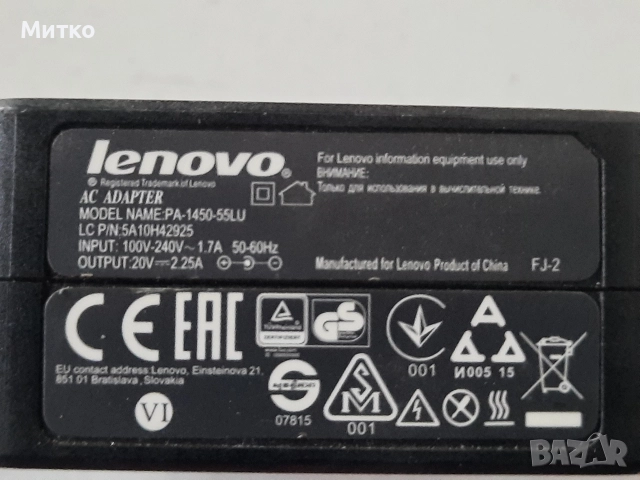 Митко
lenovo®
® Registered Trademark of Lenovo
AC ADAPTER
MODEL NAME:PA-1450-55LU
LC P/N:5A10H42925
INPUT: 100V-240V~ 1.7A 50-60Hz
OUTPUT:20V⎓2.25A
For Lenovo information equipment use only
ВНИМАНИЕ:
Только для использования в вычислительной технике.
Manufactured for Lenovo Product of China FJ-2
CE EAC
GS
001
И005 15
EU contact address:Lenovo, Einsteinova 21,
851 01 Bratislava, Slovakia
VI
07815
SM
001
BAZAR